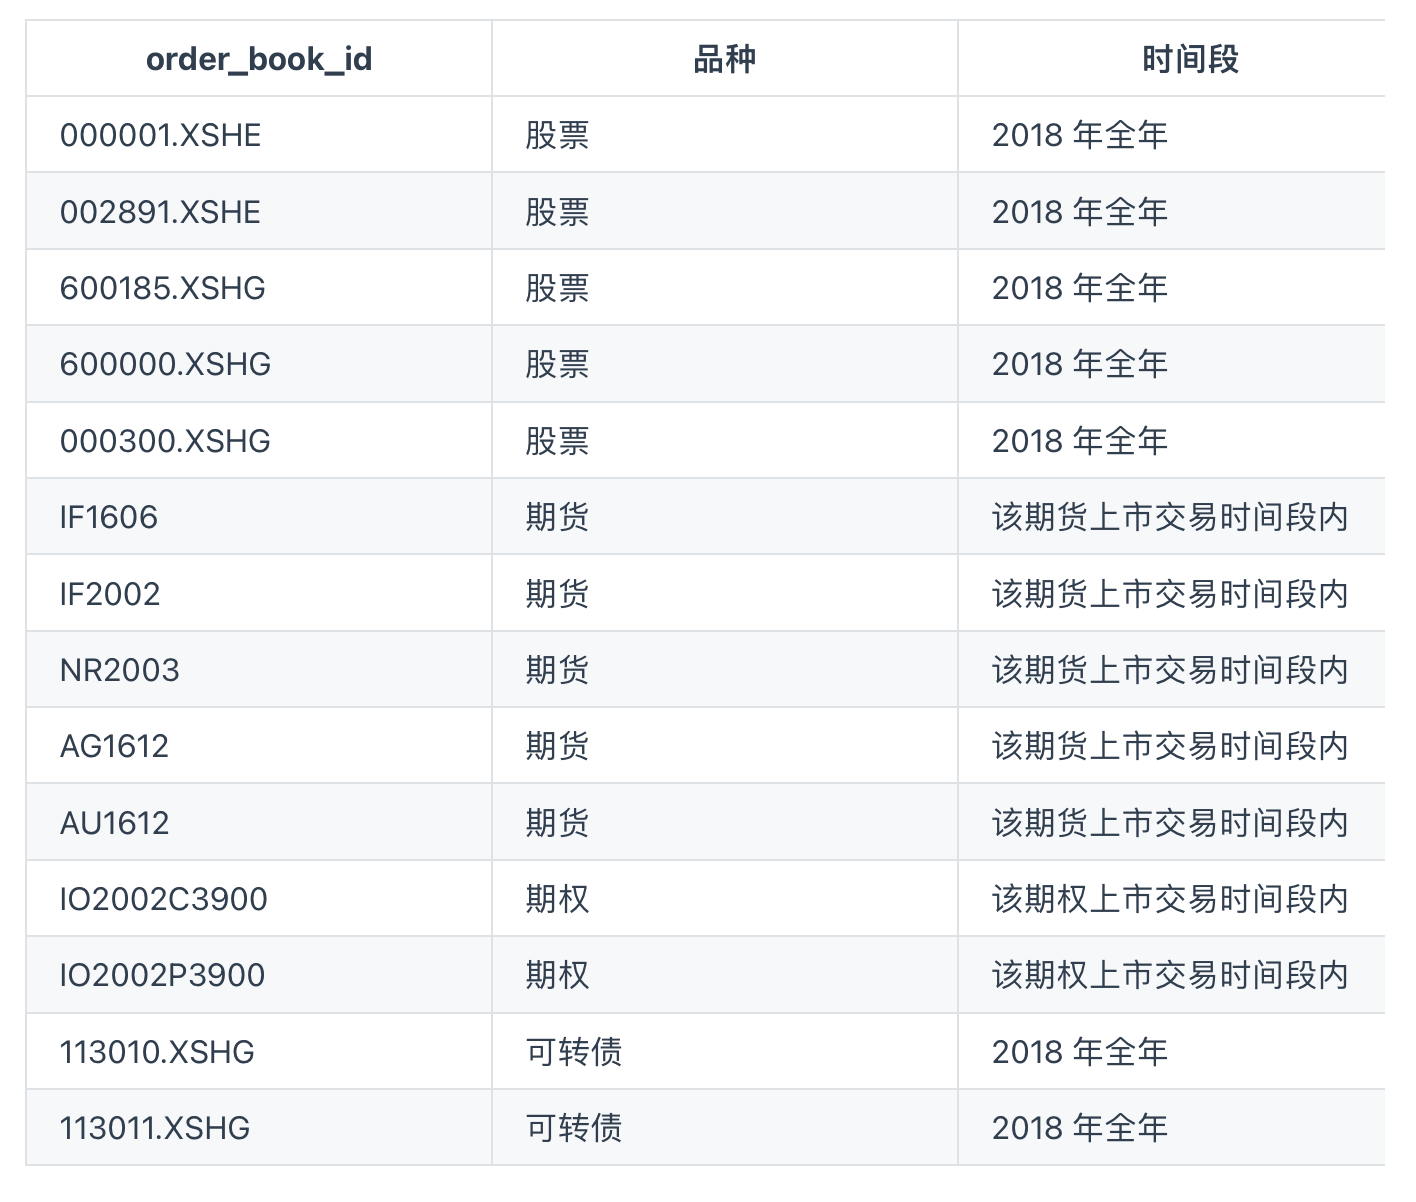 order_book_id 品种 时间段
000001.XSHE 股票 2018 年全年
002891.XSHE 股票 2018 年全年
600185.XSHG 股票 2018 年全年
600000.XSHG 股票 2018 年全年
000300.XSHG 股票 2018 年全年
IF1606 期货 该期货上市交易时间段内
IF2002 期货 该期货上市交易时间段内
NR2003 期货 该期货上市交易时间段内
AG1612 期货 该期货上市交易时间段内
AU1612 期货 该期货上市交易时间段内
IO2002C3900 期权 该期权上市交易时间段内
IO2002P3900 期权 该期权上市交易时间段内
113010.XSHG 可转债 2018 年全年
113011.XSHG 可转债 2018 年全年